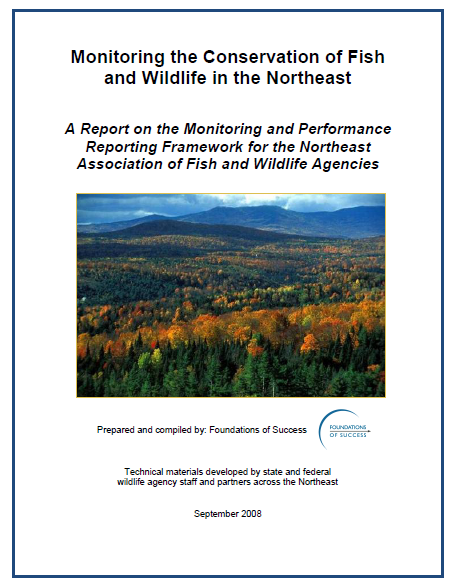 Monitoring the Conservation of Fish
and Wildlife in the Northeast
A Report on the Monitoring and Performance
Reporting Framework for the Northeast
Association of Fish and Wildlife Agencies
Prepared and compiled by: Foundations of Success
FOUNDATIONS
OF SUCCESS
Technical materials developed by state and federal
wildlife agency staff and partners across the Northeast
September 2008